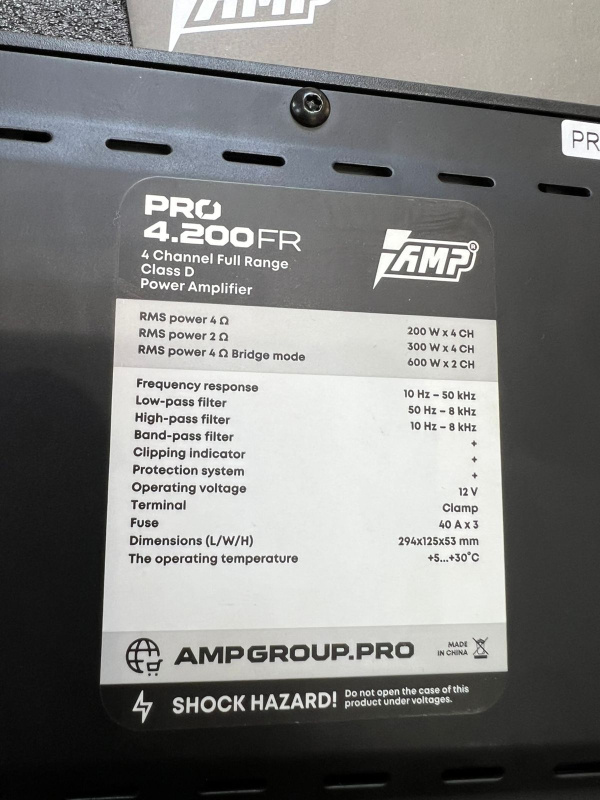 AMP
PR
PRO
4.200FR
4 Channel Full Range
Class D
Power Amplifier
AMP®
RMS power 4 Ω 200 W x 4 CH
RMS power 2 Ω 300 W x 4 CH
RMS power 4 Ω Bridge mode 600 W x 2 CH
Frequency response 10 Hz – 50 kHz
Low-pass filter 50 Hz – 8 kHz
High-pass filter 10 Hz – 8 kHz
Band-pass filter +
Clipping indicator +
Protection system +
Operating voltage 12 V
Terminal Clamp
Fuse 40 A x 3
Dimensions (L/W/H) 294x125x53 mm
The operating temperature +5...+30°C
AMPGROUP.PRO
MADE
IN CHINA
SHOCK HAZARD!
Do not open the case of this
product under voltages.